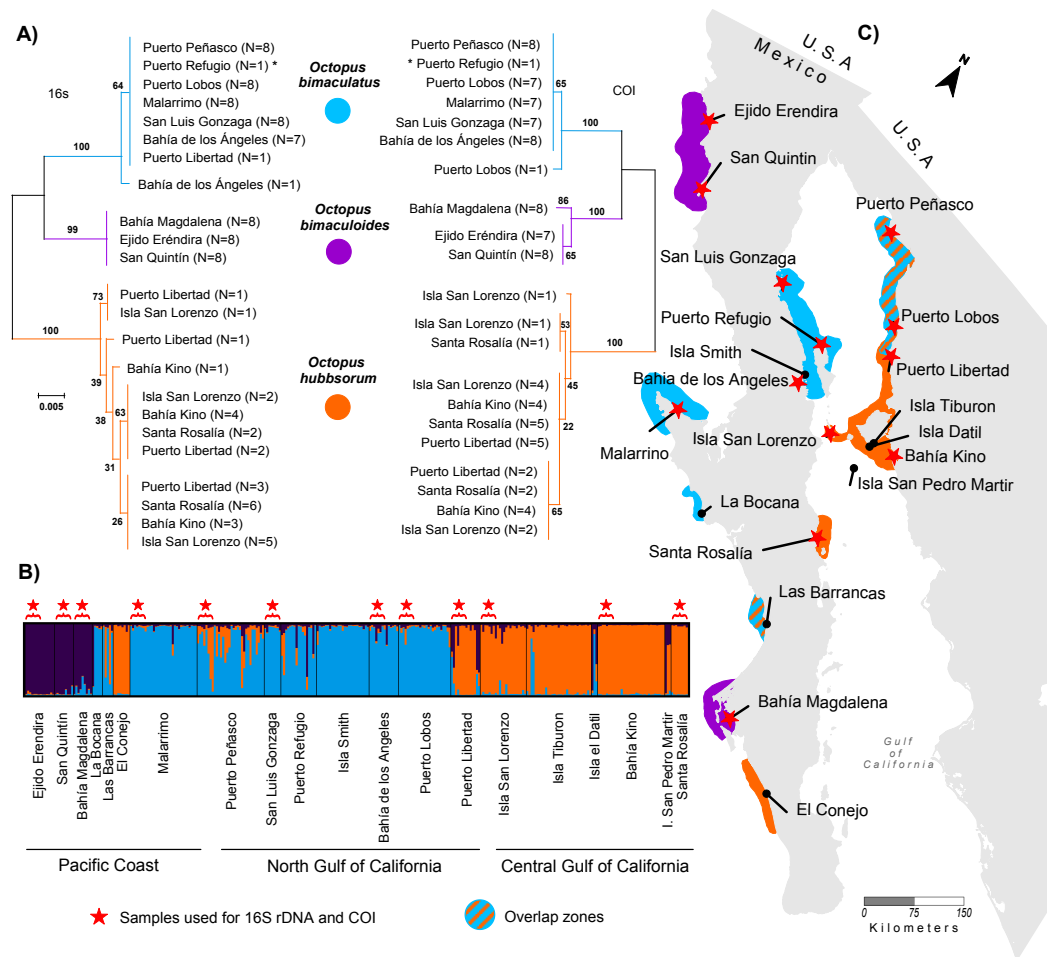 A)
16s
Puerto Peñasco (N=8)
Puerto Refugio (N=1) *
Puerto Lobos (N=8)
Malarrimo (N=8)
San Luis Gonzaga (N=8)
Bahía de los Ángeles (N=7)
Puerto Libertad (N=1)
Bahía de los Ángeles (N=1)
64
100
Bahía Magdalena (N=8)
Ejido Eréndira (N=8)
San Quintín (N=8)
99
Puerto Libertad (N=1)
Isla San Lorenzo (N=1)
Puerto Libertad (N=1)
Bahía Kino (N=1)
Isla San Lorenzo (N=2)
Bahía Kino (N=4)
Santa Rosalía (N=2)
Puerto Libertad (N=2)
Puerto Libertad (N=3)
Santa Rosalía (N=6)
Bahía Kino (N=3)
Isla San Lorenzo (N=5)
73
100
39
38
63
31
26
0.005
Octopus
bimaculatus
Octopus
bimaculoides
Octopus
hubbsorum
COI
Puerto Peñasco (N=8)
* Puerto Refugio (N=1)
Puerto Lobos (N=7)
Malarrimo (N=7)
San Luis Gonzaga (N=7)
Bahía de los Ángeles (N=8)
Puerto Lobos (N=1)
65
100
Bahía Magdalena (N=8)
Ejido Eréndira (N=7)
San Quintín (N=8)
86
100
65
Isla San Lorenzo (N=1)
Isla San Lorenzo (N=1)
Santa Rosalía (N=1)
Isla San Lorenzo (N=4)
Bahía Kino (N=4)
Santa Rosalía (N=5)
Puerto Libertad (N=5)
Puerto Libertad (N=2)
Santa Rosalía (N=2)
Bahía Kino (N=4)
Isla San Lorenzo (N=2)
53
100
45
22
65
B)
Ejido Erendira
San Quintín
Bahía Magdalena
La Bocana
Las Barrancas
El Conejo
Malarrimo
Puerto Peñasco
San Luis Gonzaga
Puerto Refugio
Isla Smith
Bahía de los Angeles
Puerto Lobos
Puerto Libertad
Isla San Lorenzo
Isla Tiburon
Isla el Datil
Bahía Kino
I. San Pedro Martir
Santa Rosalía
Pacific Coast
North Gulf of California
Central Gulf of California
Samples used for 16S rDNA and COI
Overlap zones
C)
U.S.A
Mexico
U.S.A
N
Ejido Erendira
San Quintin
Puerto Peñasco
San Luis Gonzaga
Puerto Refugio
Puerto Lobos
Isla Smith
Puerto Libertad
Bahia de los Angeles
Isla Tiburon
Isla San Lorenzo
Isla Datil
Malarrino
Bahía Kino
Isla San Pedro Martir
La Bocana
Santa Rosalía
Las Barrancas
Bahía Magdalena
Gulf
of
California
El Conejo
0 75 150
Kilometers